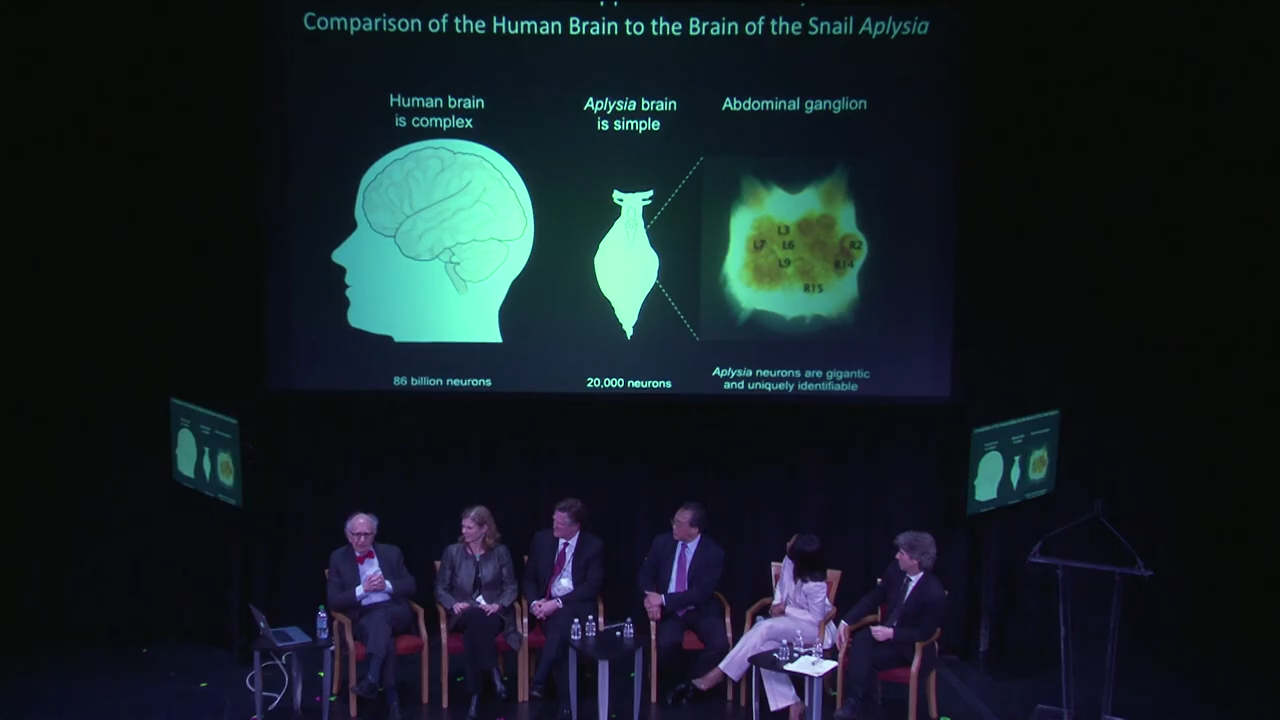 Comparison of the Human Brain to the Brain of the Snail Aplysia
Human brain
is complex
Aplysia brain
is simple
Abdominal ganglion
L3
L7
L6
R2
L9
R14
R15
86 billion neurons
20,000 neurons
Aplysia neurons are gigantic
and uniquely identifiable